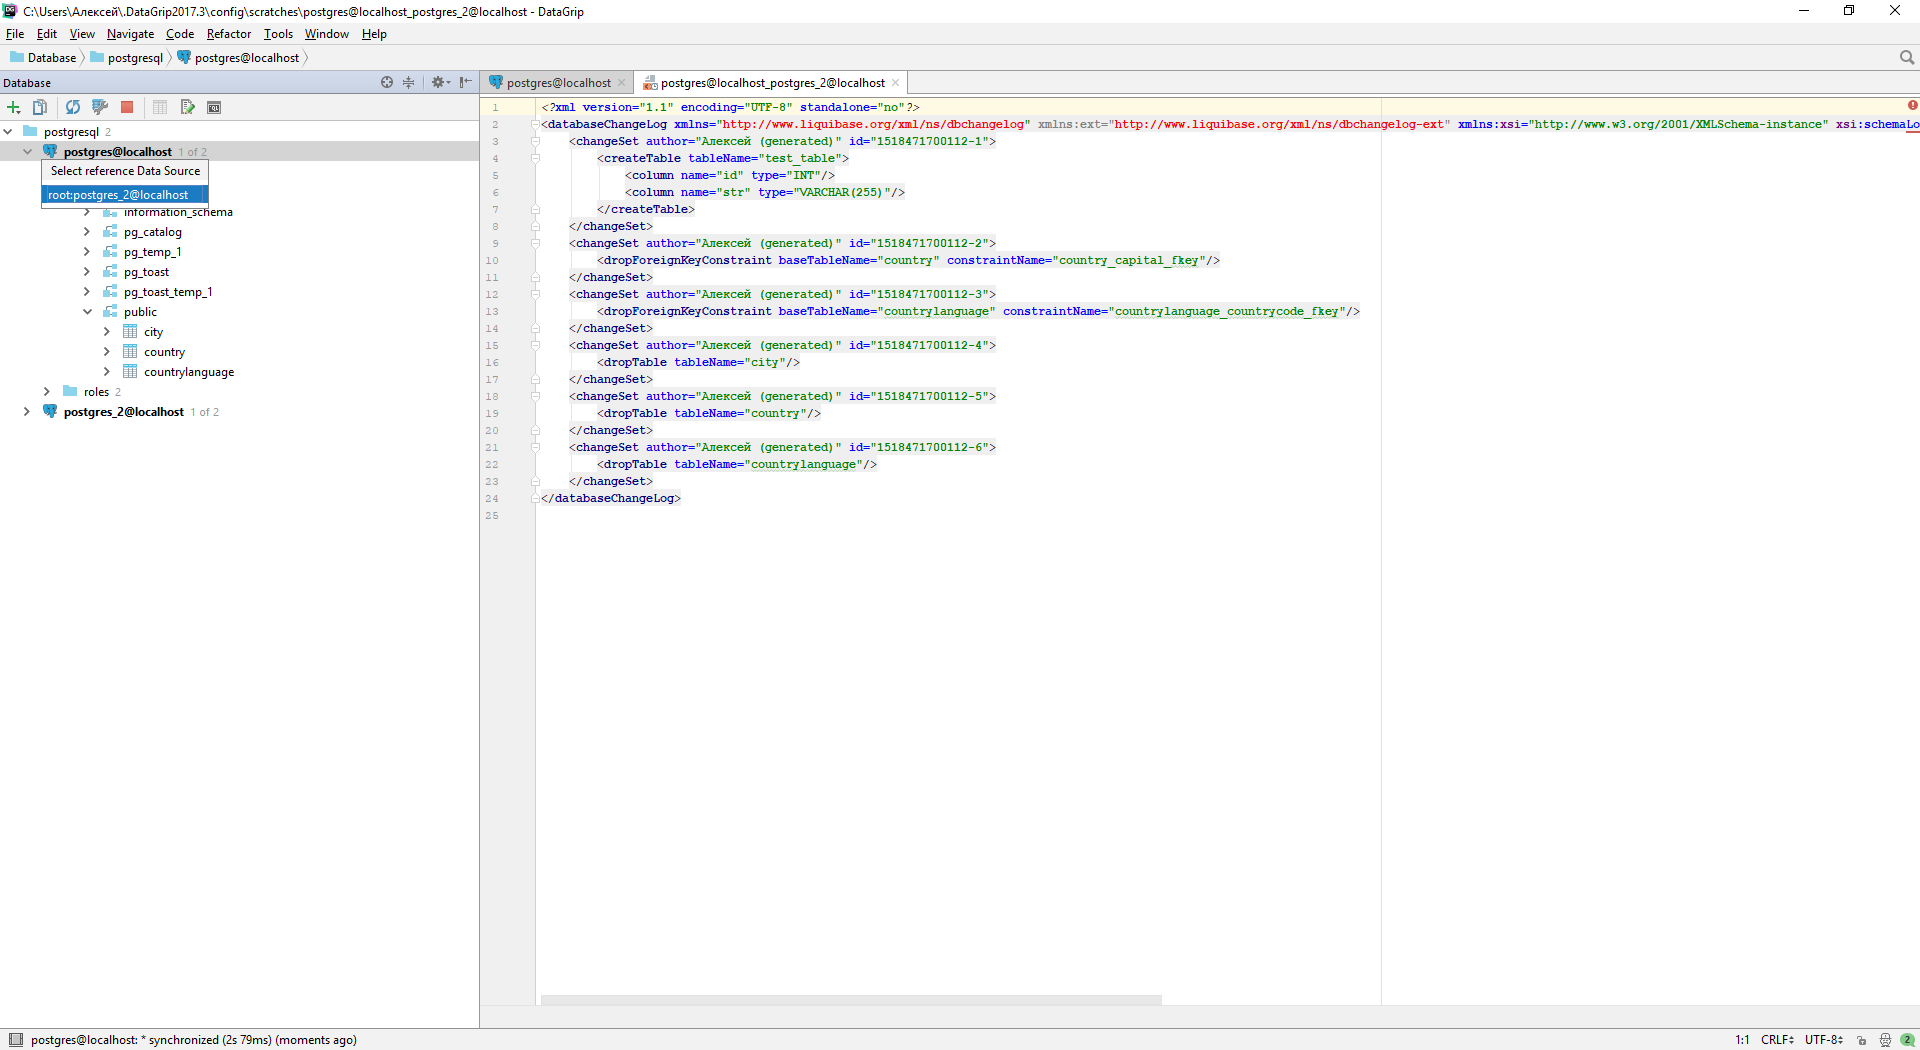 C:\Users\Алексей\.DataGrip2017.3\config\scratches\postgres@localhost_postgres_2@localhost - DataGrip
File Edit View Navigate Code Refactor Tools Window Help
Database postgresql postgres@localhost
Database
postgresql 2
postgres@localhost 1 of 2
Select reference Data Source
root:postgres_2@localhost
information_schema
pg_catalog
pg_temp_1
pg_toast
pg_toast_temp_1
public
city
country
countrylanguage
roles 2
postgres_2@localhost 1 of 2
postgres@localhost postgres@localhost_postgres_2@localhost
1 <?xml version="1.1" encoding="UTF-8" standalone="no"?>
2 <databaseChangeLog xmlns="http://www.liquibase.org/xml/ns/dbchangelog" xmlns:ext="http://www.liquibase.org/xml/ns/dbchangelog-ext" xmlns:xsi="http://www.w3.org/2001/XMLSchema-instance" xsi:schemaLo
3 <changeSet author="Алексей (generated)" id="1518471700112-1">
4 <createTable tableName="test_table">
5 <column name="id" type="INT"/>
6 <column name="str" type="VARCHAR(255)"/>
7 </createTable>
8 </changeSet>
9 <changeSet author="Алексей (generated)" id="1518471700112-2">
10 <dropForeignKeyConstraint baseTableName="country" constraintName="country_capital_fkey"/>
11 </changeSet>
12 <changeSet author="Алексей (generated)" id="1518471700112-3">
13 <dropForeignKeyConstraint baseTableName="countrylanguage" constraintName="countrylanguage_countrycode_fkey"/>
14 </changeSet>
15 <changeSet author="Алексей (generated)" id="1518471700112-4">
16 <dropTable tableName="city"/>
17 </changeSet>
18 <changeSet author="Алексей (generated)" id="1518471700112-5">
19 <dropTable tableName="country"/>
20 </changeSet>
21 <changeSet author="Алексей (generated)" id="1518471700112-6">
22 <dropTable tableName="countrylanguage"/>
23 </changeSet>
24 </databaseChangeLog>
25
postgres@localhost: * synchronized (2s 79ms) (moments ago) 1:1 CRLF UTF-8 2